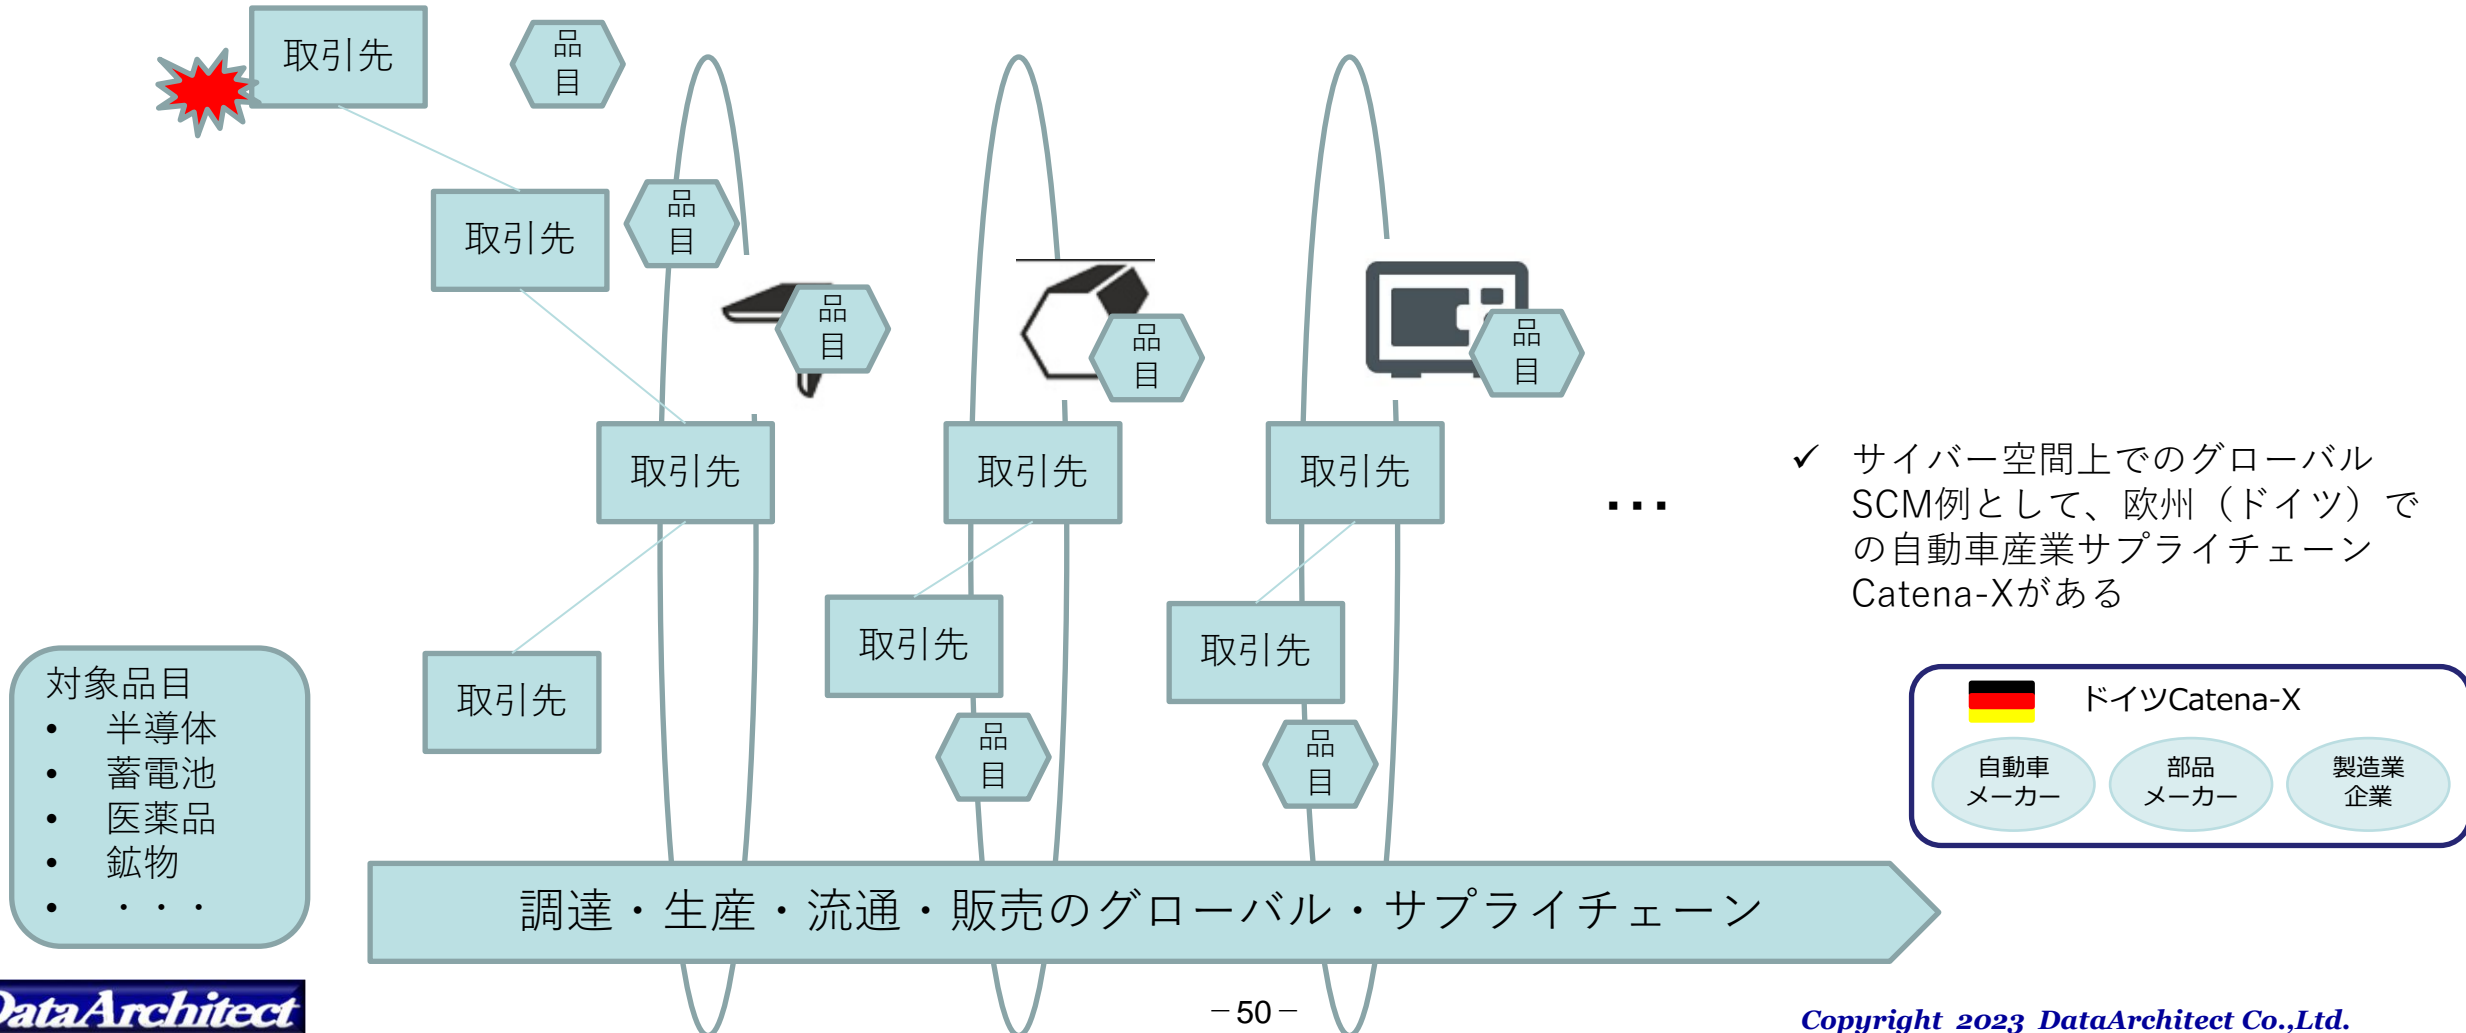 取引先
品
目
取引先
品
目
品
目
品
目
品
目
取引先
取引先
取引先
・・・
✓ サイバー空間上でのグローバル
SCM例として、欧州（ドイツ）で
の自動車産業サプライチェーン
Catena-Xがある
取引先
取引先
取引先
品
目
品
目
対象品目
• 半導体
• 蓄電池
• 医薬品
• 鉱物
• ・・・
ドイツCatena-X
自動車
メーカー
部品
メーカー
製造業
企業
調達・生産・流通・販売のグローバル・サプライチェーン
DataArchitect
－50－
Copyright 2023 DataArchitect Co.,Ltd.